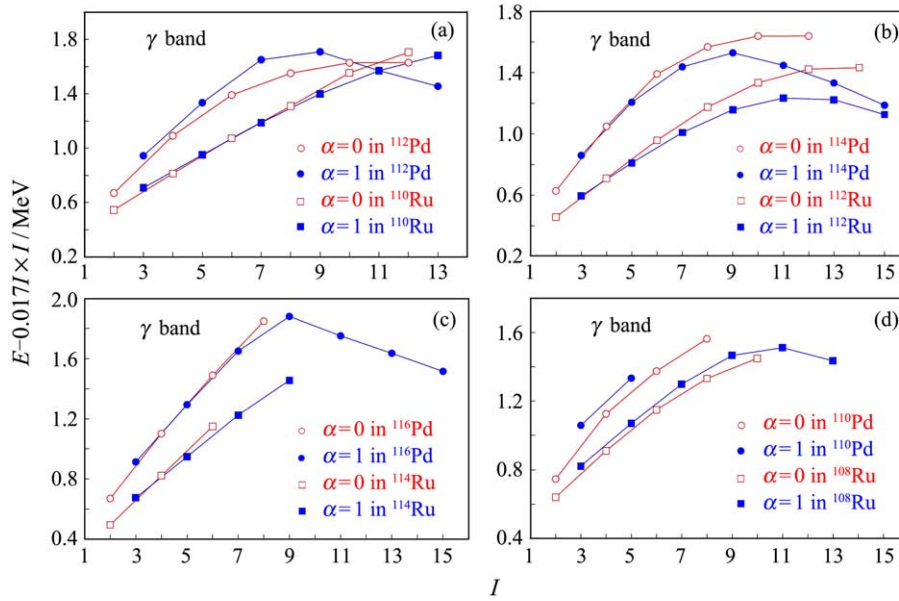 E−0.017I×I/MeV
(a)
γ band
1.8
1.4
1.0
0.6
0.2
α=0 in ¹¹²Pd
α=1 in ¹¹²Pd
α=0 in ¹¹⁰Ru
α=1 in ¹¹⁰Ru
1 3 5 7 9 11 13
(b)
γ band
1.8
1.4
1.0
0.6
0.2
α=0 in ¹¹⁴Pd
α=1 in ¹¹⁴Pd
α=0 in ¹¹²Ru
α=1 in ¹¹²Ru
1 3 5 7 9 11 13 15
(c)
γ band
2.0
1.6
1.2
0.8
0.4
α=0 in ¹¹⁶Pd
α=1 in ¹¹⁶Pd
α=0 in ¹¹⁴Ru
α=1 in ¹¹⁴Ru
1 3 5 7 9 11 13 15
(d)
γ band
1.8
1.4
1.0
0.6
0.2
α=0 in ¹¹⁰Pd
α=1 in ¹¹⁰Pd
α=0 in ¹⁰⁸Ru
α=1 in ¹⁰⁸Ru
1 3 5 7 9 11 13 15
I